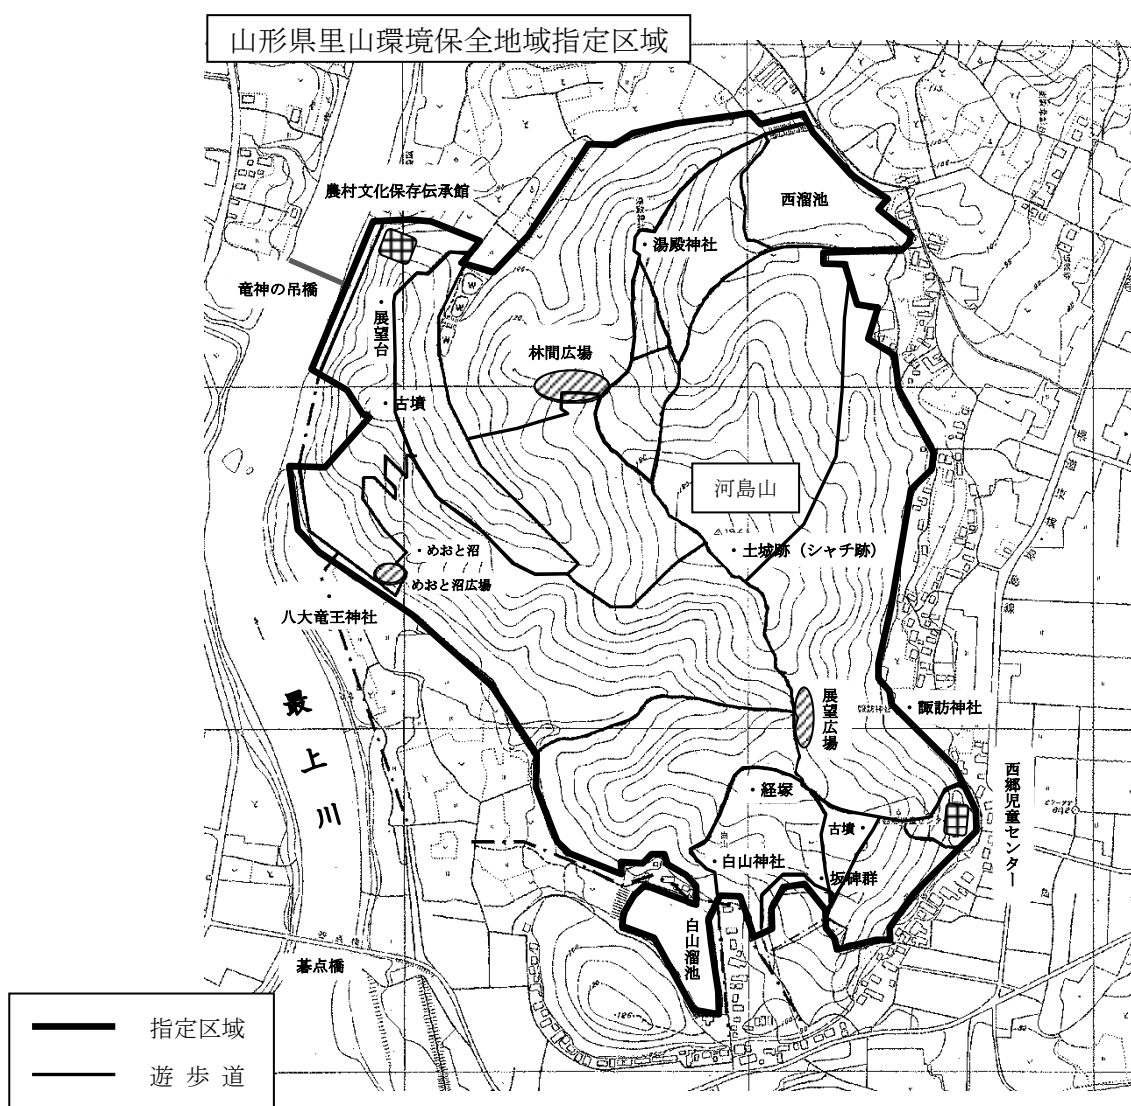 山形県里山環境保全地域指定区域
農村文化保存伝承館
西溜池
・湯殿神社
竜神の吊橋
・展望台
林間広場
・古墳
河島山
・土城跡（シャチ跡）
・めおと沼
めおと沼広場
八大竜王神社
展望広場
・諏訪神社
最上川
西郷児童センター
・経塚
古墳・
・白山神社
・坂碑群
白山溜池
碁点橋
指定区域
遊歩道